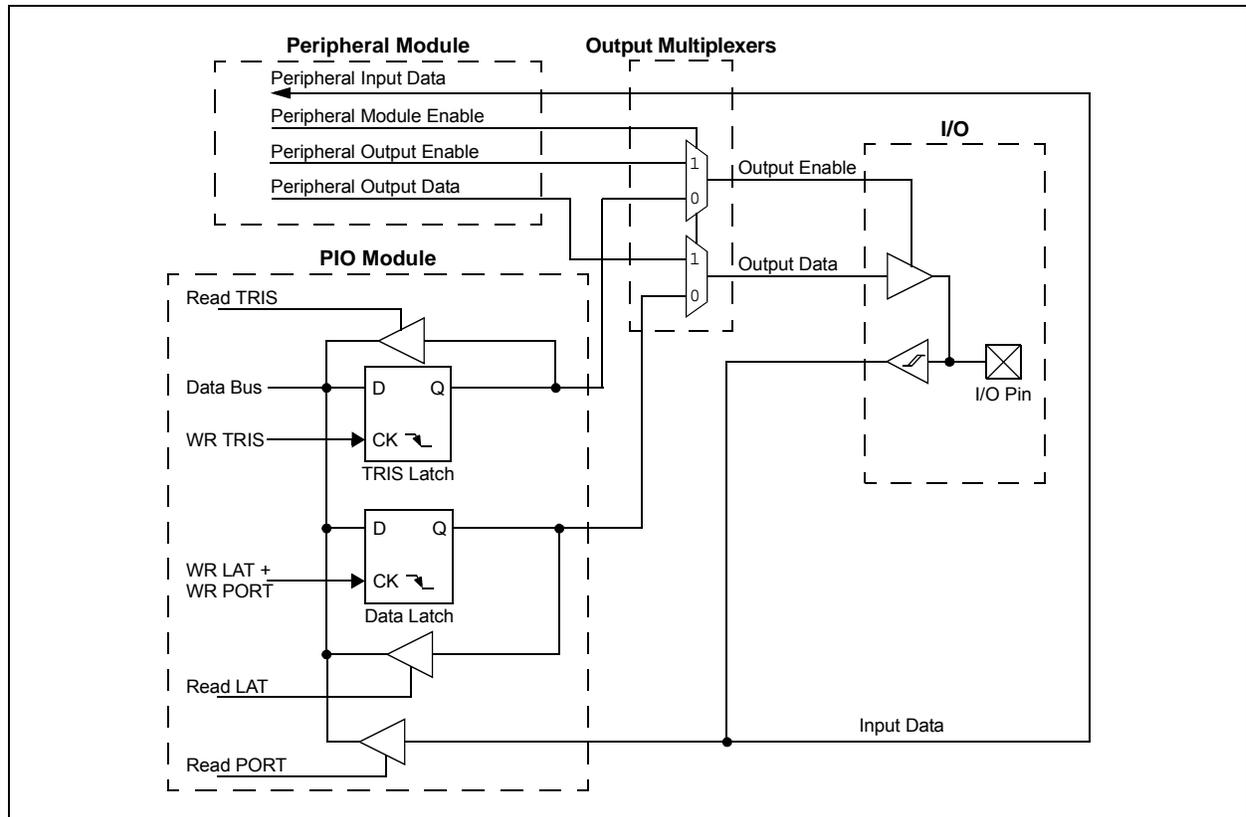 Peripheral Module
Output Multiplexers
Peripheral Input Data
Peripheral Module Enable
Peripheral Output Enable
Peripheral Output Data
1
0
1
0
Output Enable
Output Data
I/O
I/O Pin
PIO Module
Read TRIS
Data Bus
D
Q
WR TRIS
CK
TRIS Latch
D
Q
WR LAT +
WR PORT
CK
Data Latch
Read LAT
Input Data
Read PORT